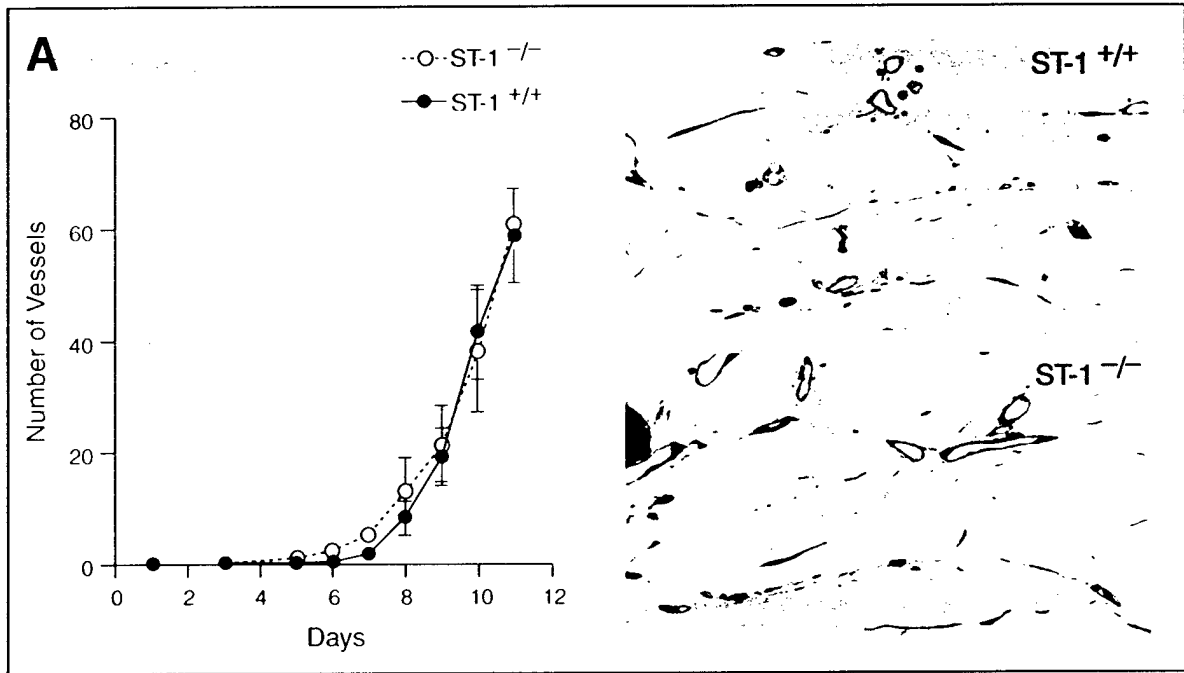 A
ST-1 −/−
ST-1 +/+
80
60
40
20
0
0 2 4 6 8 10 12
Number of Vessels
Days
ST-1 +/+
ST-1 −/−